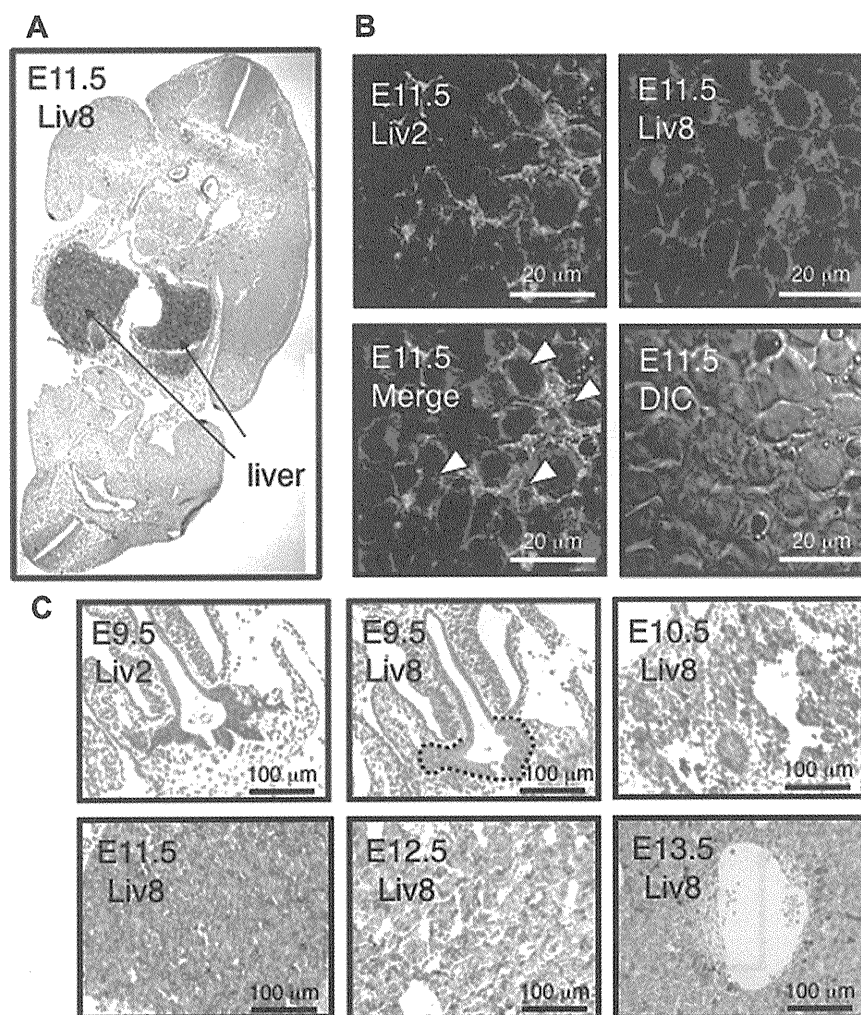 A
E11.5
Liv8
liver
B
E11.5
Liv2
20 µm
E11.5
Liv8
20 µm
E11.5
Merge
20 µm
E11.5
DIC
20 µm
C
E9.5
Liv2
100 µm
E9.5
Liv8
100 µm
E10.5
Liv8
100 µm
E11.5
Liv8
100 µm
E12.5
Liv8
100 µm
E13.5
Liv8
100 µm